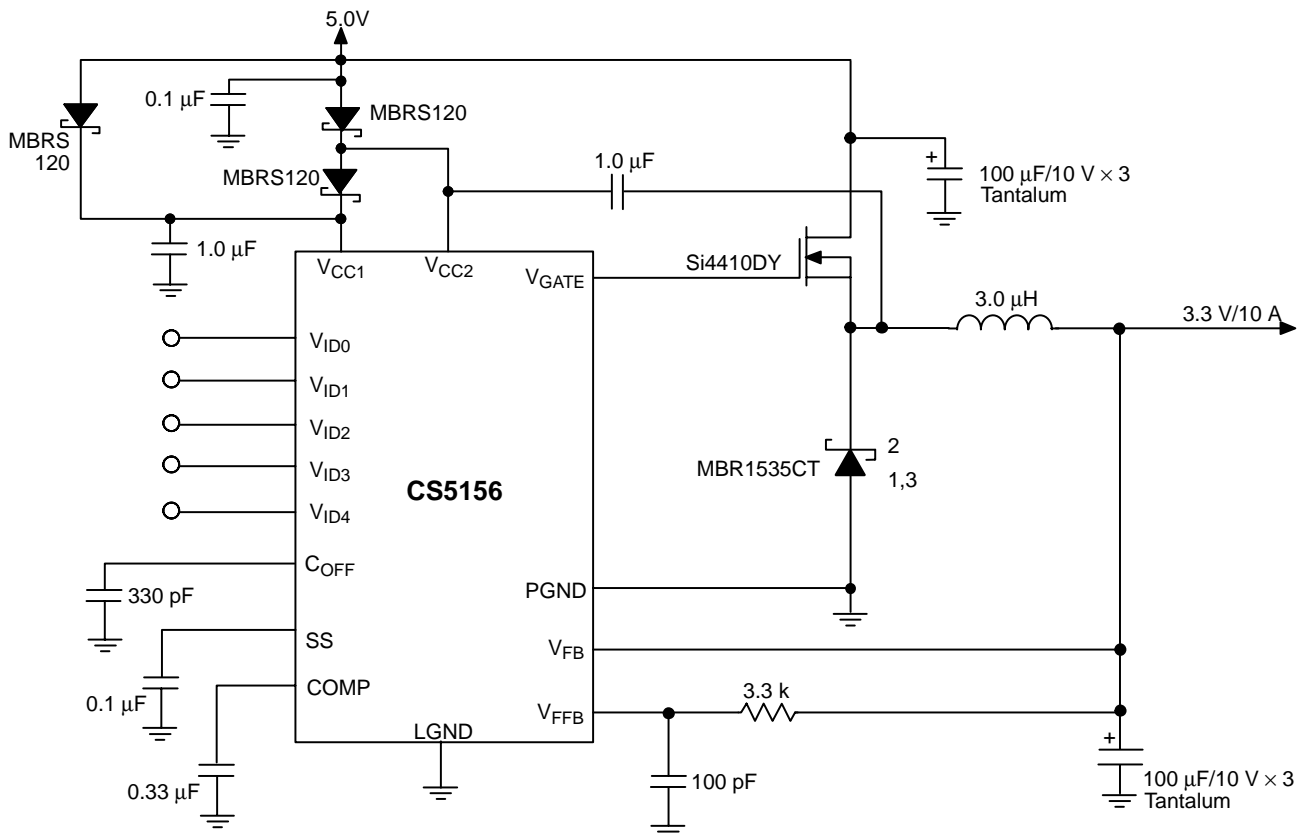 5.0V
0.1 μF
MBRS120
MBRS
120
MBRS120
1.0 μF
100 μF/10 V × 3
Tantalum
1.0 μF
VCC1
VCC2
VGATE
Si4410DY
3.0 μH
3.3 V/10 A
VID0
VID1
VID2
VID3
VID4
CS5156
MBR1535CT
2
1,3
COFF
330 pF
PGND
SS
VFB
0.1 μF
COMP
3.3 k
VFFB
LGND
0.33 μF
100 pF
100 μF/10 V × 3
Tantalum
+
+